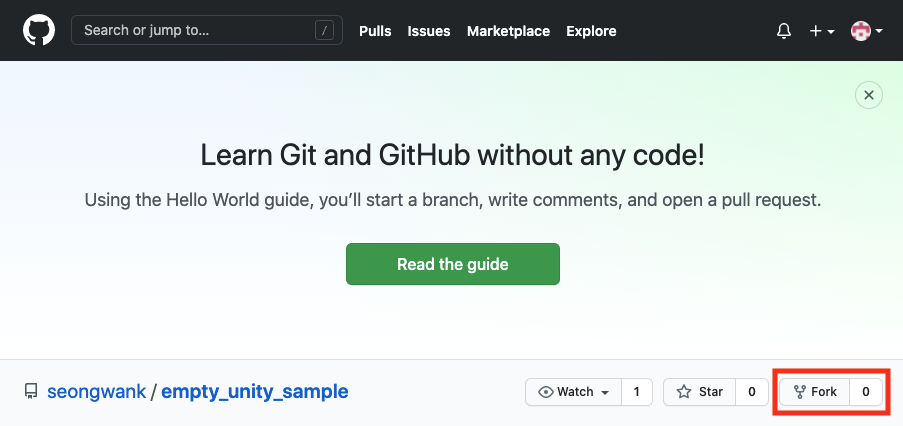 Search or jump to... / Pulls Issues Marketplace Explore
Learn Git and GitHub without any code!
Using the Hello World guide, you’ll start a branch, write comments, and open a pull request.
Read the guide
seongwank / empty_unity_sample Watch 1 Star 0 Fork 0